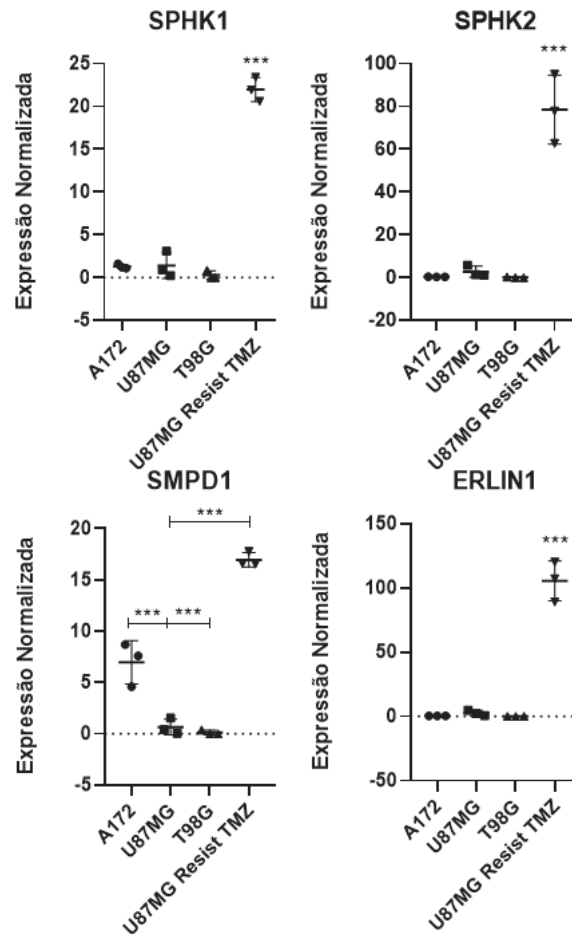 SPHK1
***
Expressão Normalizada
25
20
15
10
5
0
-5
A172
U87MG
T98G
U87MG Resist TMZ
SPHK2
***
Expressão Normalizada
100
80
60
40
20
0
-20
A172
U87MG
T98G
U87MG Resist TMZ
SMPD1
***
*** ***
Expressão Normalizada
20
15
10
5
0
-5
A172
U87MG
T98G
U87MG Resist TMZ
ERLIN1
***
Expressão Normalizada
150
100
50
0
-50
A172
U87MG
T98G
U87MG Resist TMZ